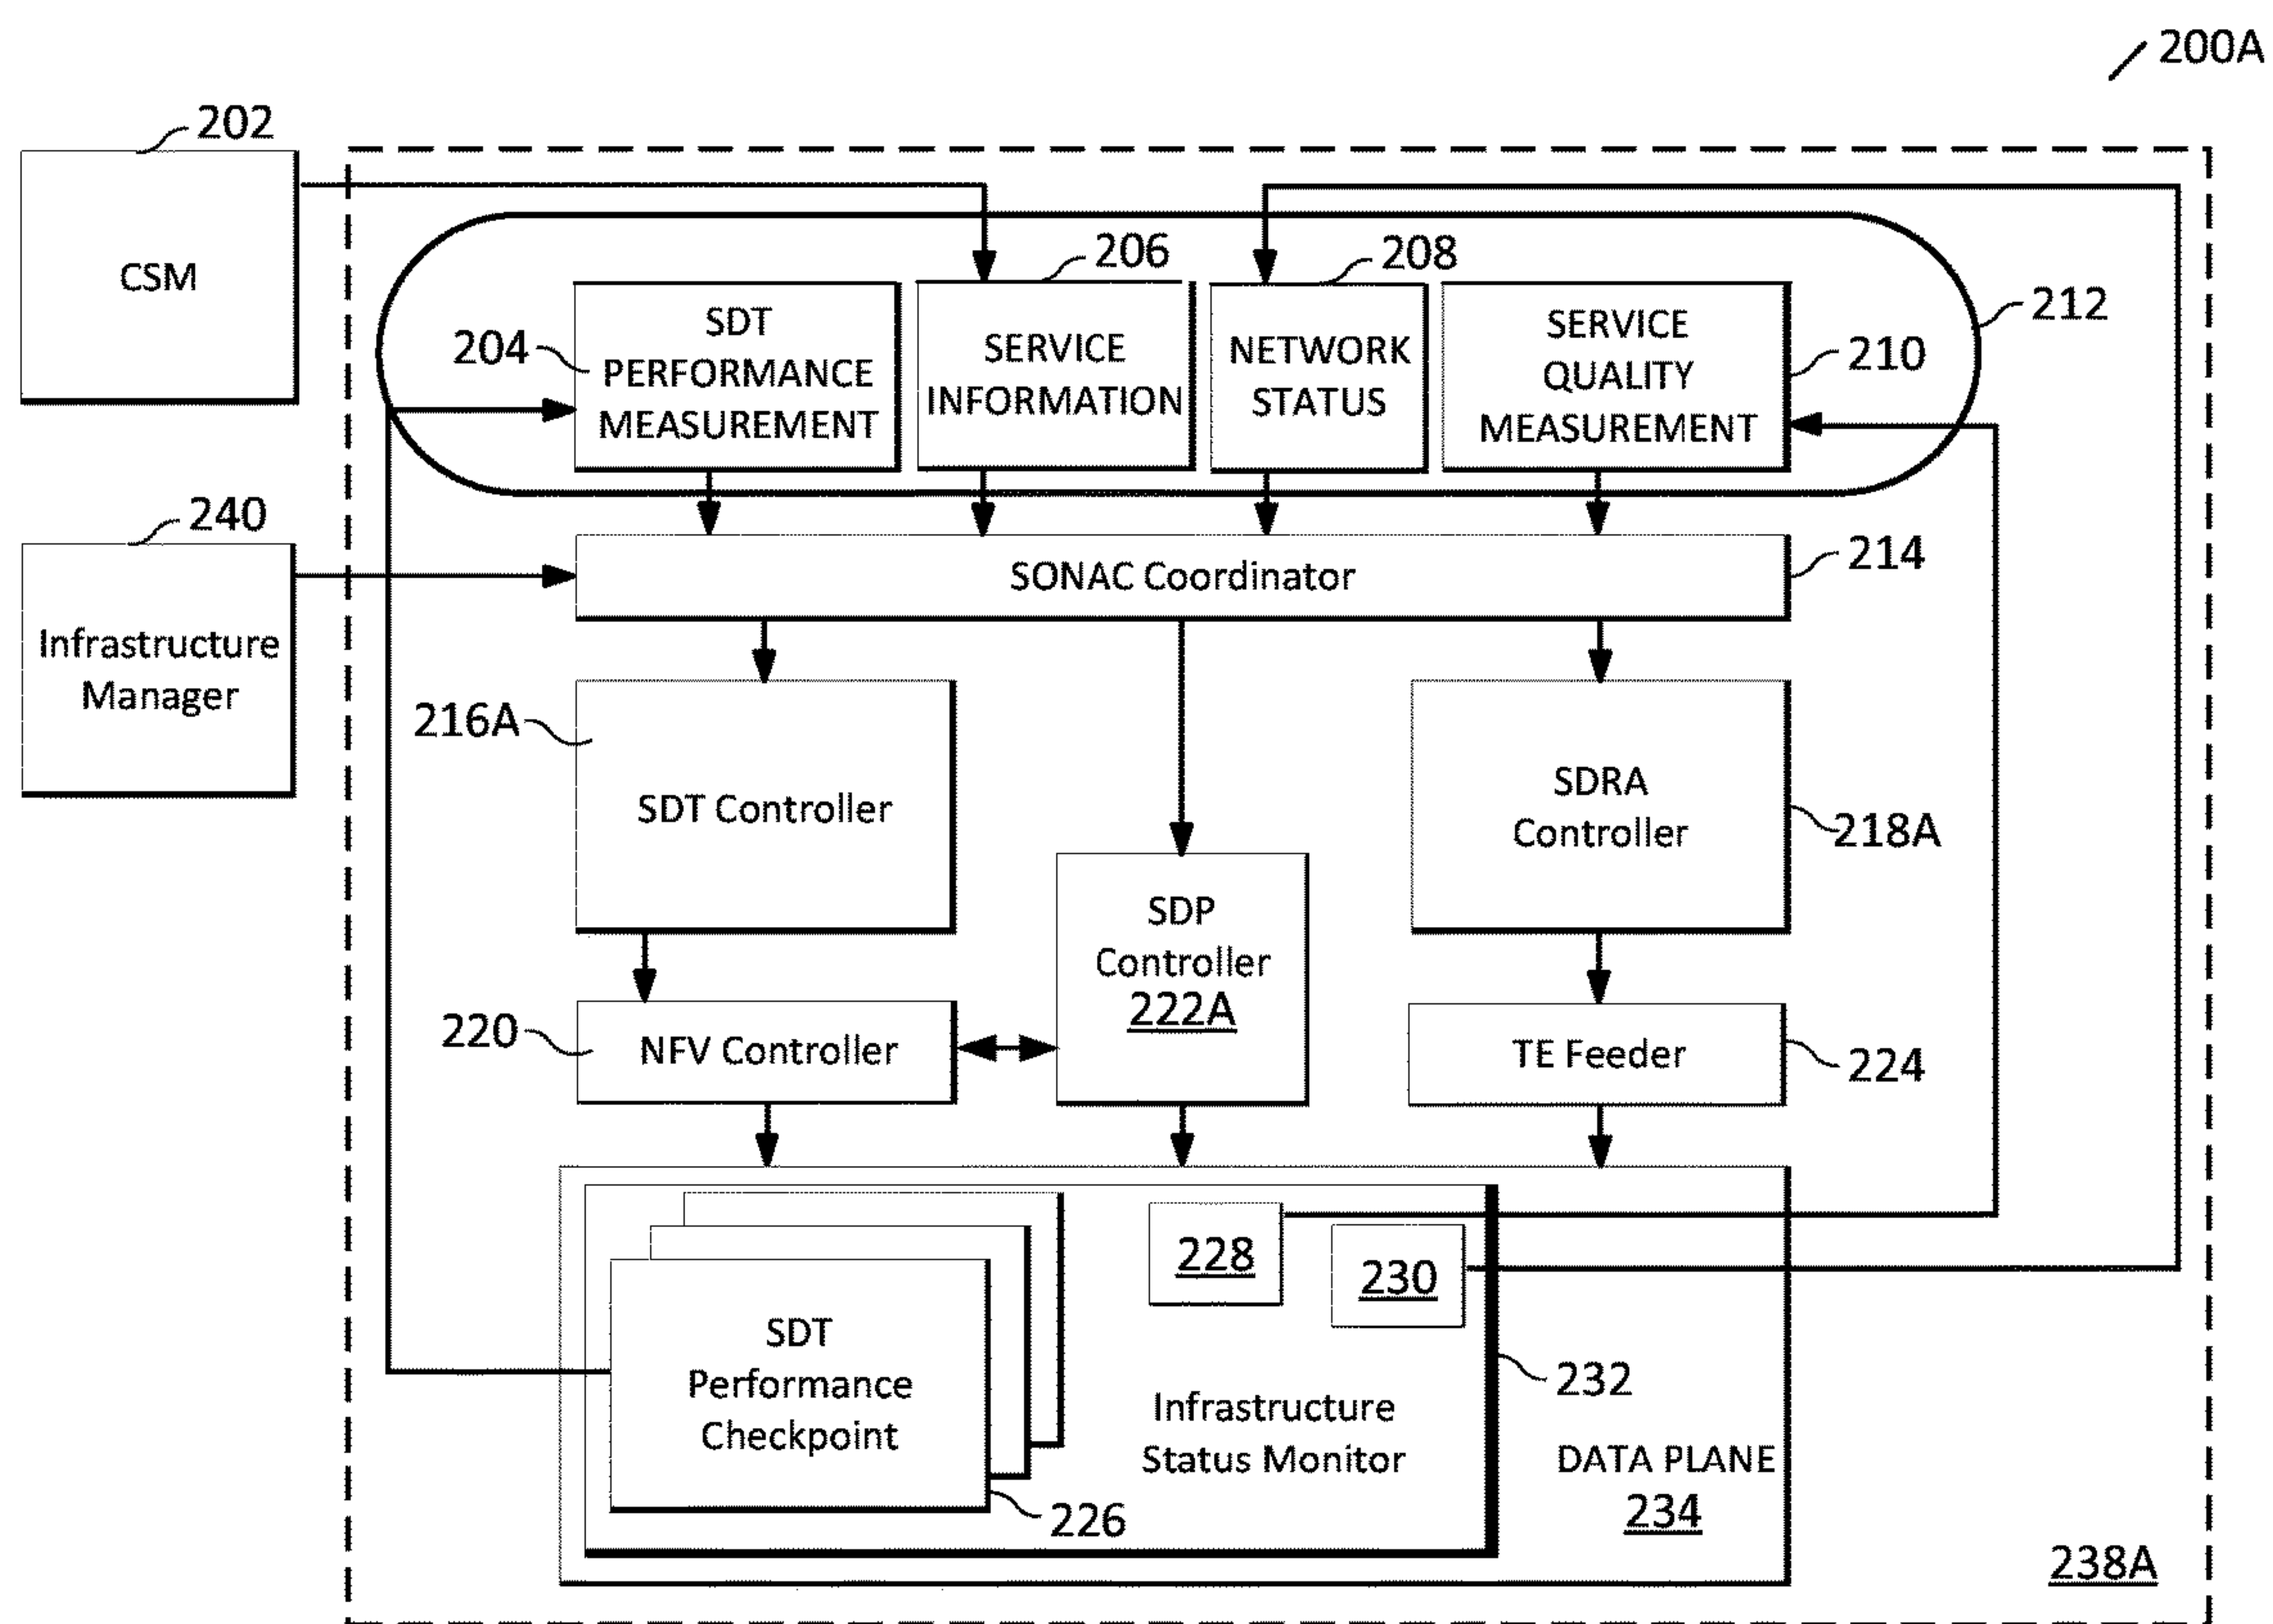 200A
202
CSM
206
208
212
204
SDT
PERFORMANCE
MEASUREMENT
SERVICE
INFORMATION
NETWORK
STATUS
SERVICE
QUALITY
MEASUREMENT
210
240
Infrastructure
Manager
SONAC Coordinator
214
216A
SDT Controller
SDRA
Controller
218A
SDP
Controller
222A
220
NFV Controller
TE Feeder
224
228
230
SDT
Performance
Checkpoint
226
Infrastructure
Status Monitor
232
DATA PLANE
234
238A